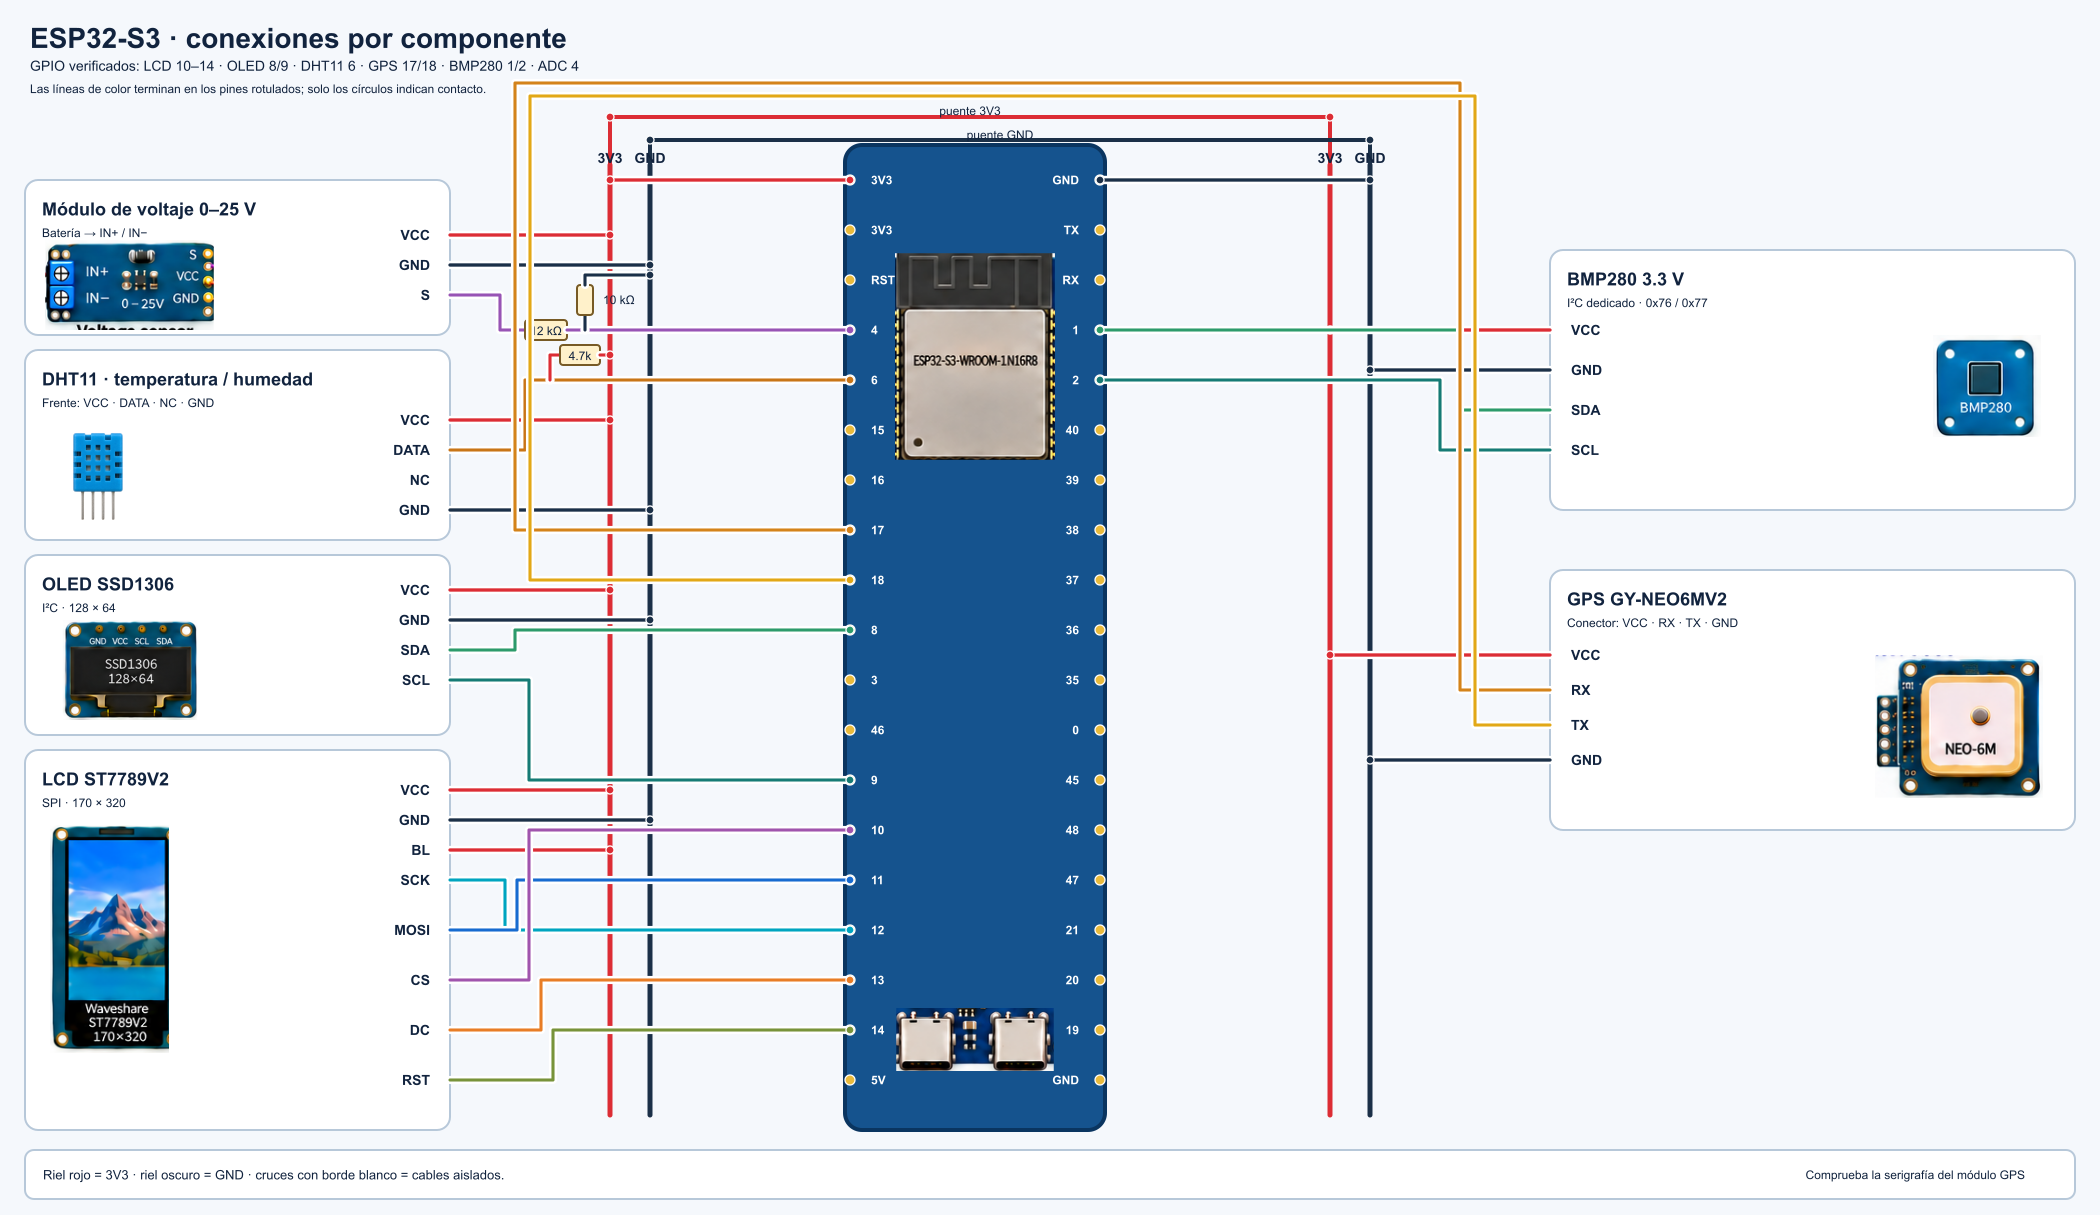 ESP32-S3 · conexiones por componente
GPIO verificados: LCD 10–14 · OLED 8/9 · DHT11 6 · GPS 17/18 · BMP280 1/2 · ADC 4
Las líneas de color terminan en los pines rotulados; solo los círculos indican contacto.
puente 3V3
puente GND
3V3 GND
3V3 GND
Módulo de voltaje 0–25 V
Batería → IN+ / IN−
IN+
IN−
0–25V
S
VCC
GND
Voltage sensor
VCC
GND
S
10 kΩ
12 kΩ
4.7k
DHT11 · temperatura / humedad
Frente: VCC · DATA · NC · GND
VCC
DATA
NC
GND
OLED SSD1306
I²C · 128 × 64
GND VCC SCL SDA
SSD1306
128×64
VCC
GND
SDA
SCL
LCD ST7789V2
SPI · 170 × 320
Waveshare
ST7789V2
170×320
VCC
GND
BL
SCK
MOSI
CS
DC
RST
3V3
3V3
RST
4
6
15
16
17
18
8
3
46
9
10
11
12
13
14
5V
ESP32-S3-WROOM-1N16R8
GND
TX
RX
1
2
40
39
38
37
36
35
0
45
48
47
21
20
19
GND
BMP280 3.3 V
I²C dedicado · 0x76 / 0x77
VCC
GND
SDA
SCL
BMP280
GPS GY-NEO6MV2
Conector: VCC · RX · TX · GND
VCC
RX
TX
GND
NEO-6M
Riel rojo = 3V3 · riel oscuro = GND · cruces con borde blanco = cables aislados.
Comprueba la serigrafía del módulo GPS